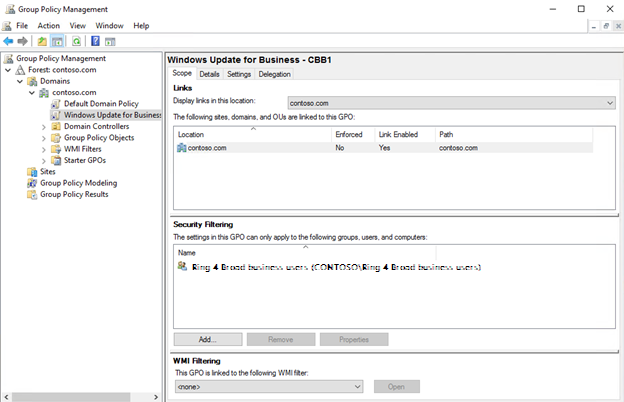 Group Policy Management
File Action View Window Help
Group Policy Management
Forest: contoso.com
Domains
contoso.com
Default Domain Policy
Windows Update for Business
Domain Controllers
Group Policy Objects
WMI Filters
Starter GPOs
Sites
Group Policy Modeling
Group Policy Results
Windows Update for Business - CBB1
Scope Details Settings Delegation
Links
Display links in this location: contoso.com
The following sites, domains, and OUs are linked to this GPO:
Location Enforced Link Enabled Path
contoso.com No Yes contoso.com
Security Filtering
The settings in this GPO can only apply to the following groups, users, and computers:
Name
Ring 4 Broad business users (CONTOSO\Ring 4 Broad business users)
Add... Remove Properties
WMI Filtering
This GPO is linked to the following WMI filter:
<none> Open